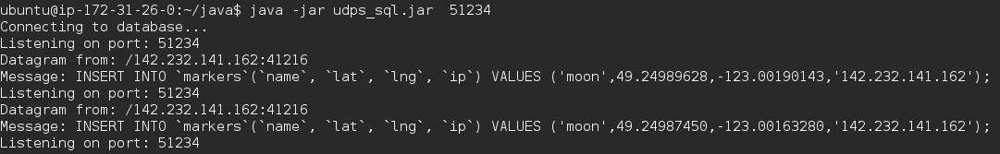 ubuntu@ip-172-31-26-0:~/java$ java -jar udps_sql.jar  51234
Connecting to database...
Listening on port: 51234
Datagram from: /142.232.141.162:41216
Message: INSERT INTO `markers`(`name`, `lat`, `lng`, `ip`) VALUES ('moon',49.24989628,-123.00190143,'142.232.141.162');
Listening on port: 51234
Datagram from: /142.232.141.162:41216
Message: INSERT INTO `markers`(`name`, `lat`, `lng`, `ip`) VALUES ('moon',49.24987450,-123.00163280,'142.232.141.162');
Listening on port: 51234